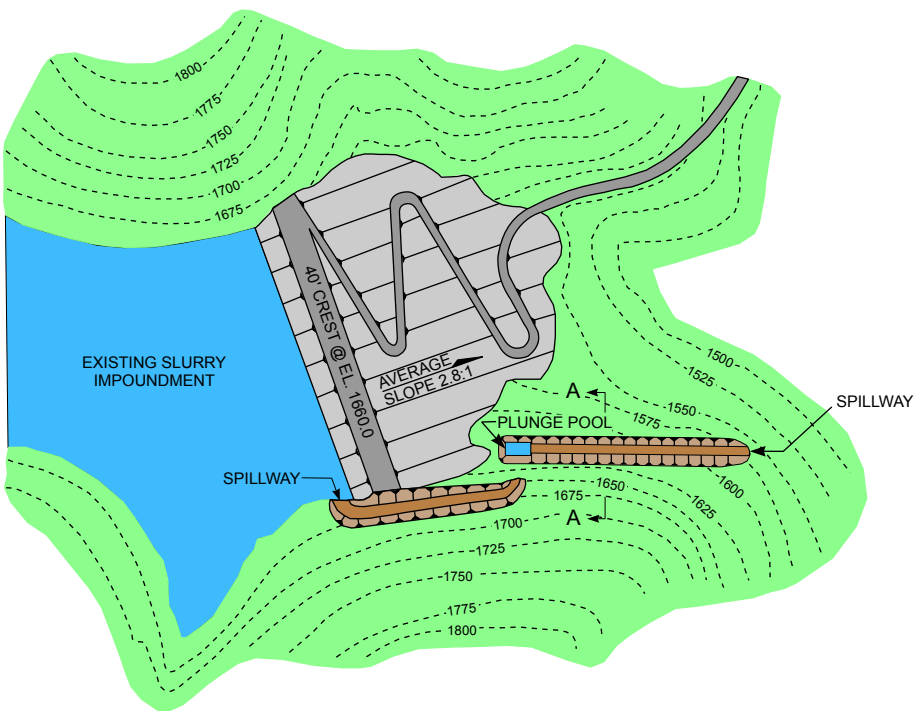 1800
1775
1750
1725
1700
1675
40' CREST @ EL. 1660.0
EXISTING SLURRY
IMPOUNDMENT
AVERAGE
SLOPE 2.8:1
1500
1525
1550
1575
A
PLUNGE POOL
SPILLWAY
SPILLWAY
1600
1625
1650
1675
A
1700
1725
1750
1775
1800